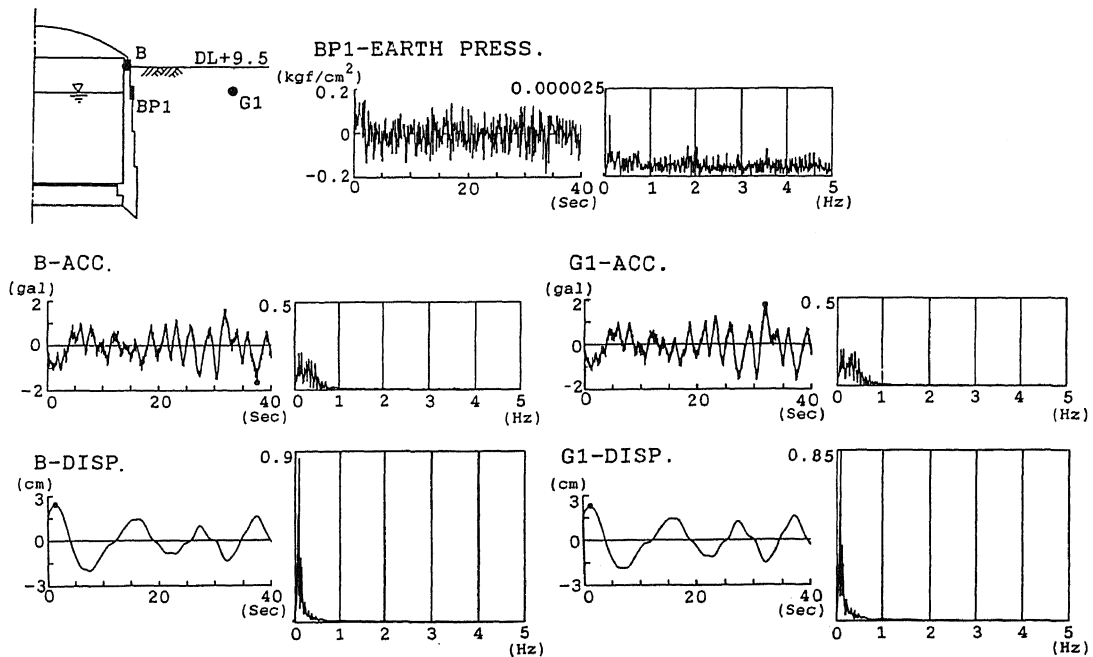 B
DL+9.5
BP1
G1
BP1-EARTH PRESS.
(kgf/cm²)
0.2
0
-0.2
0 20 40
(Sec)
0.000025
0 1 2 3 4 5
(Hz)
B-ACC.
(gal)
2
0
-2
0 20 40
(Sec)
0.5
0 1 2 3 4 5
(Hz)
G1-ACC.
(gal)
2
0
-2
0 20 40
(Sec)
0.5
0 1 2 3 4 5
(Hz)
B-DISP.
(cm)
3
0
-3
0 20 40
(Sec)
0.9
0 1 2 3 4 5
(Hz)
G1-DISP.
(cm)
3
0
-3
0 20 40
(Sec)
0.85
0 1 2 3 4 5
(Hz)